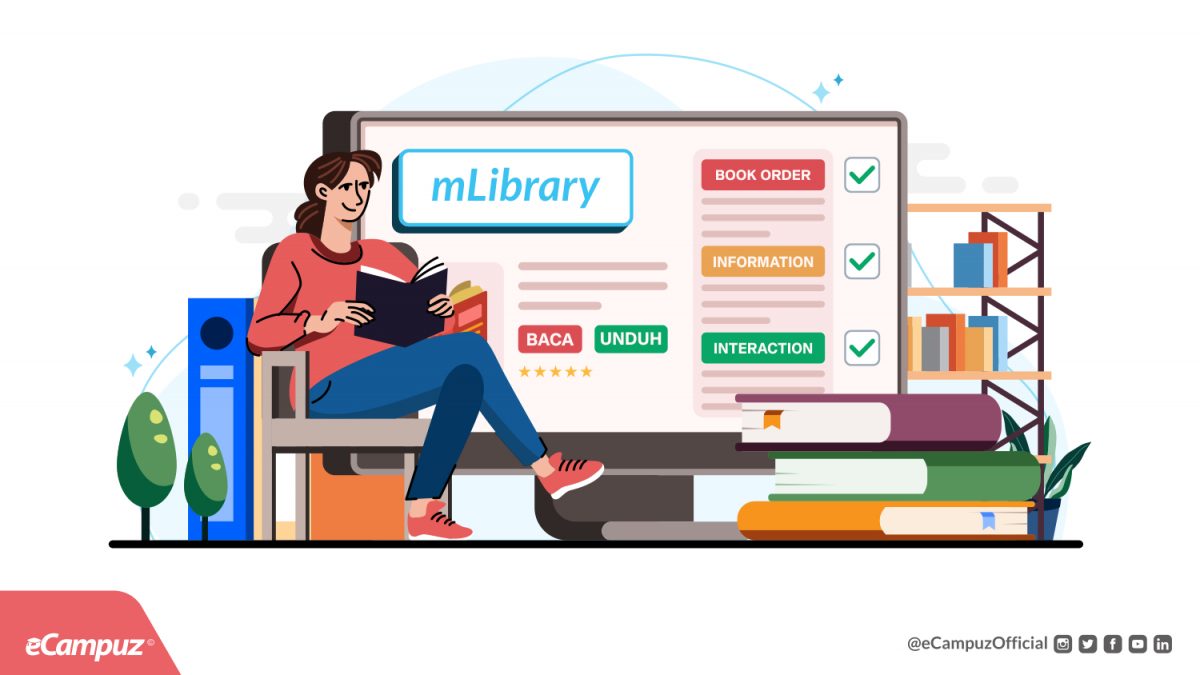 mLibrary
BACA
UNDUH
BOOK ORDER
INFORMATION
INTERACTION
eCampuz©
@eCampuzOfficial